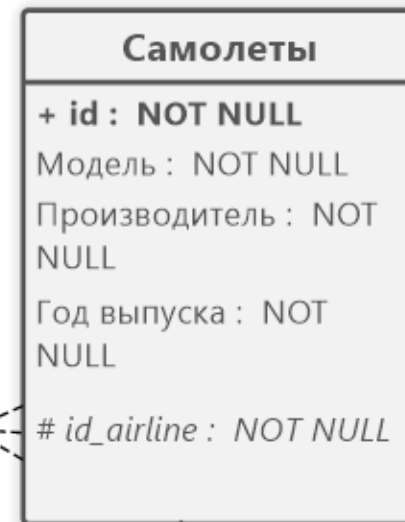 Самолеты
+ id :  NOT NULL
Модель :  NOT NULL
Производитель :  NOT
NULL
Год выпуска :  NOT
NULL
# id_airline :  NOT NULL